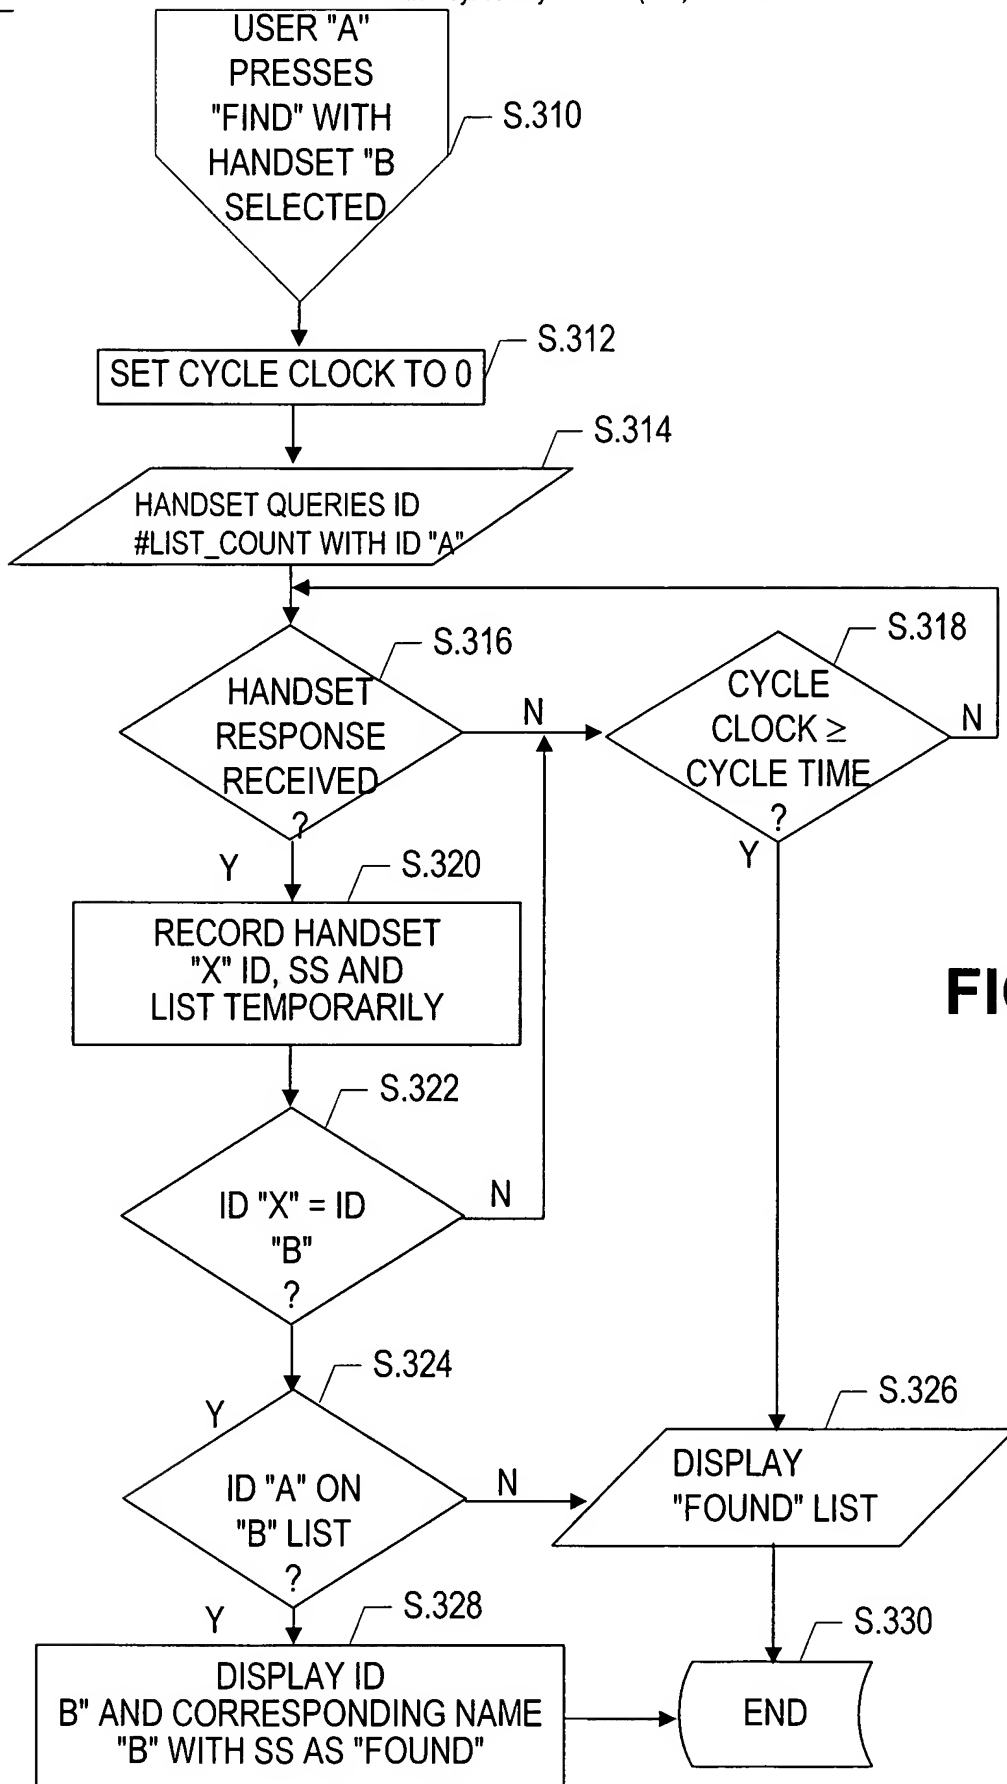 USER "A"
PRESSES
"FIND" WITH
HANDSET "B
SELECTED
S.310
S.312
SET CYCLE CLOCK TO 0
S.314
HANDSET QUERIES ID
#LIST_COUNT WITH ID "A"
S.316
HANDSET
RESPONSE
RECEIVED
?
N
Y
S.318
CYCLE
CLOCK ≥
CYCLE TIME
?
N
Y
S.320
RECORD HANDSET
"X" ID, SS AND
LIST TEMPORARILY
FIG
S.322
ID "X" = ID
"B"
?
N
Y
S.324
ID "A" ON
"B" LIST
?
N
Y
S.326
DISPLAY
"FOUND" LIST
S.328
DISPLAY ID
B" AND CORRESPONDING NAME
"B" WITH SS AS "FOUND"
S.330
END